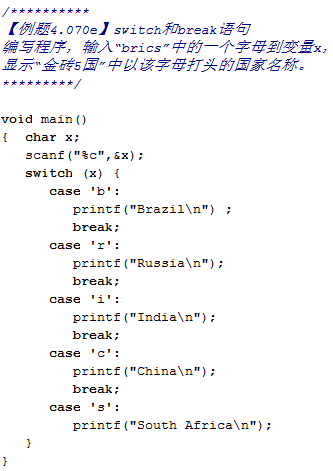 /**********
【例题4.070e】switch和break语句
编写程序，输入“brics”中的一个字母到变量x，
显示“金砖5国”中以该字母打头的国家名称。
*********/
void main()
{  char x;
   scanf("%c",&x);
   switch (x) {
      case 'b':
         printf("Brazil\n") ;
         break;
      case 'r':
         printf("Russia\n");
         break;
      case 'i':
         printf("India\n");
         break;
      case 'c':
         printf("China\n");
         break;
      case 's':
         printf("South Africa\n");
   }
}